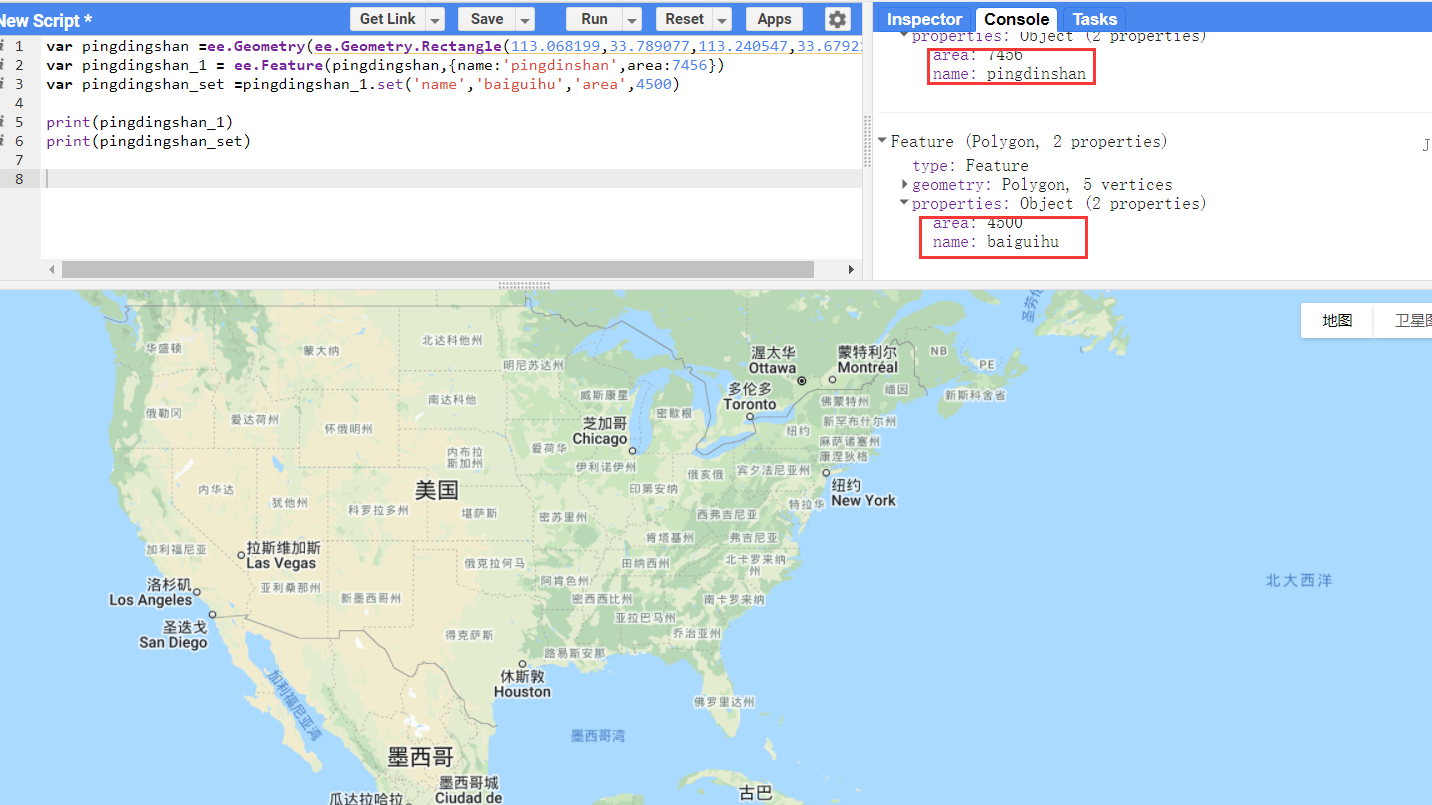 New Script *
Get Link
Save
Run
Reset
Apps
Inspector
Console
Tasks
1
var pingdingshan =ee.Geometry(ee.Geometry.Rectangle(113.068199,33.789077,113.240547,33.67921
2
var pingdingshan_1 = ee.Feature(pingdingshan,{name:'pingdinshan',area:7456})
3
var pingdingshan_set =pingdingshan_1.set('name','baiguihu','area',4500)
4
5
print(pingdingshan_1)
6
print(pingdingshan_set)
7
8
properties: Object (2 properties)
area: 7456
name: pingdinshan
Feature (Polygon, 2 properties)
J
type: Feature
geometry: Polygon, 5 vertices
properties: Object (2 properties)
area: 4500
name: baiguihu
地图
卫星图
华盛顿
蒙大纳
北达科他州
明尼苏达州
渥太华
Ottawa
蒙特利尔
Montréal
NB
PE
圣劳伦
俄勒冈
爱达荷州
怀俄明州
南达科他
威斯康星
密歇根
多伦多
Toronto
缅因
佛蒙特州
新斯科舍省
新罕布什尔州
芝加哥
Chicago
纽约
麻萨诸塞州
康涅狄格
内布拉
斯加州
爱荷华
伊利诺伊州
俄亥俄
宾夕法尼亚州
内华达
犹他州
美国
科罗拉多州
堪萨斯
密苏里州
印第安纳
西弗吉尼亚
特拉华
纽约
New York
加利福尼亚
拉斯维加斯
Las Vegas
俄克拉何马
肯塔基州
弗吉尼亚
田纳西州
北卡罗来纳
州
洛杉矶
Los Angeles
亚利桑那州
新墨西哥州
阿肯色州
密西西比州
南卡罗来纳
北大西洋
圣迭戈
San Diego
得克萨斯
亚拉巴马州
乔治亚州
路易斯安那
休斯敦
Houston
加利福尼亚湾
佛罗里达州
墨西哥湾
墨西哥
墨西哥城
Ciudad de
瓜达拉哈拉
古巴